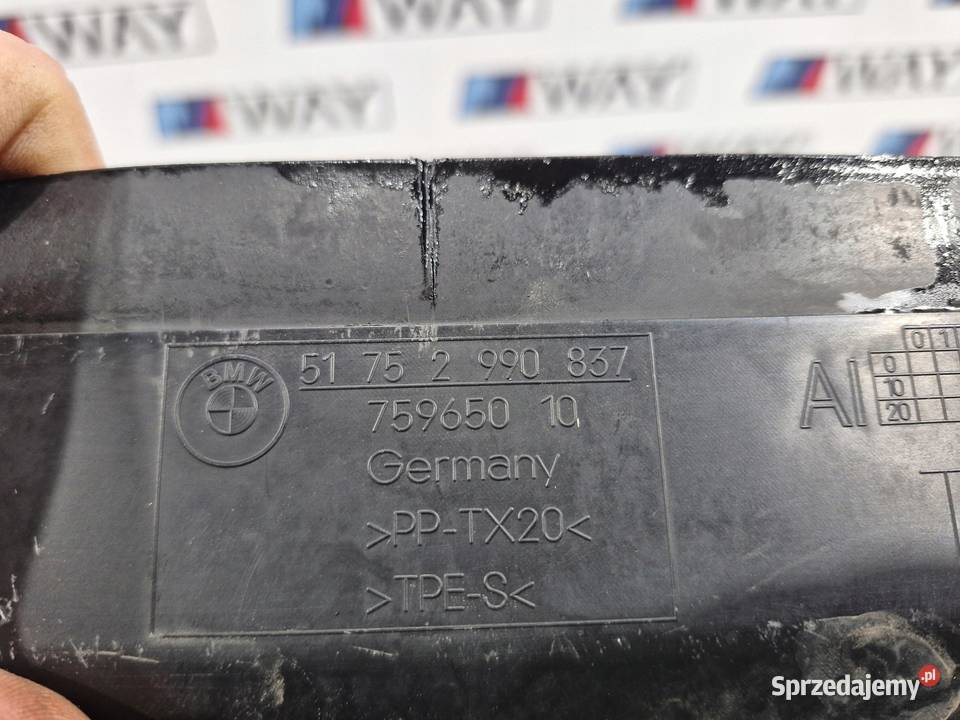 WAY
WAY
WAY
WAY
BMW
51 75 2 990 837
759650 10
Germany
>PP-TX20<
>TPE-S<
AI
0 1
0
10
20
Sprzedajemy.pl